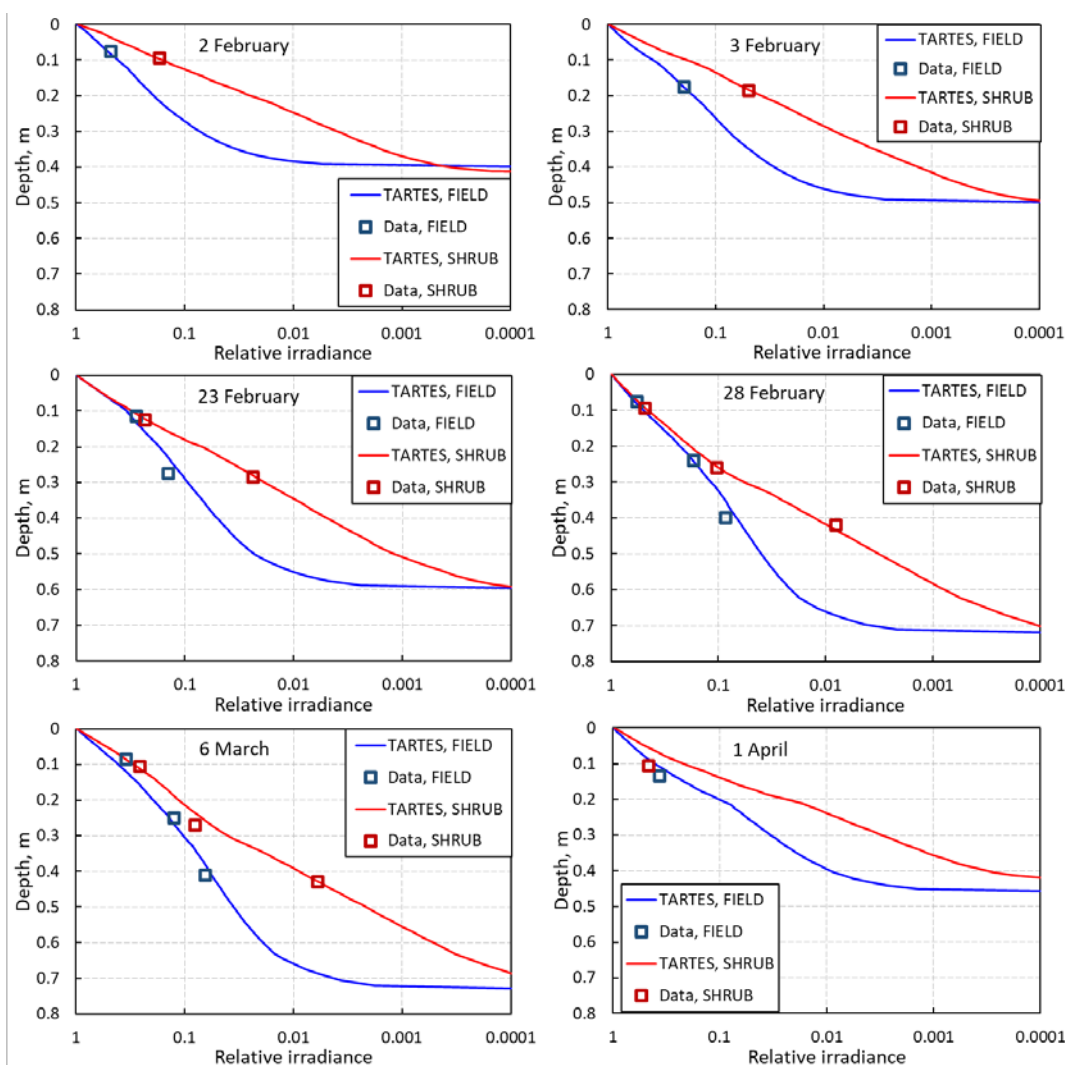 2 February
0
0.1
0.2
0.3
0.4
0.5
0.6
0.7
0.8
Depth, m
TARTES, FIELD
Data, FIELD
TARTES, SHRUB
Data, SHRUB
1 0.1 0.01 0.001 0.0001
Relative irradiance
3 February
0
0.1
0.2
0.3
0.4
0.5
0.6
0.7
0.8
Depth, m
TARTES, FIELD
Data, FIELD
TARTES, SHRUB
Data, SHRUB
1 0.1 0.01 0.001 0.0001
Relative irradiance
23 February
0
0.1
0.2
0.3
0.4
0.5
0.6
0.7
0.8
Depth, m
TARTES, FIELD
Data, FIELD
TARTES, SHRUB
Data, SHRUB
1 0.1 0.01 0.001 0.0001
Relative irradiance
28 February
0
0.1
0.2
0.3
0.4
0.5
0.6
0.7
0.8
Depth, m
TARTES, FIELD
Data, FIELD
TARTES, SHRUB
Data, SHRUB
1 0.1 0.01 0.001 0.0001
Relative irradiance
6 March
0
0.1
0.2
0.3
0.4
0.5
0.6
0.7
0.8
Depth, m
TARTES, FIELD
Data, FIELD
TARTES, SHRUB
Data, SHRUB
1 0.1 0.01 0.001 0.0001
Relative irradiance
1 April
0
0.1
0.2
0.3
0.4
0.5
0.6
0.7
0.8
Depth, m
TARTES, FIELD
Data, FIELD
TARTES, SHRUB
Data, SHRUB
1 0.1 0.01 0.001 0.0001
Relative irradiance